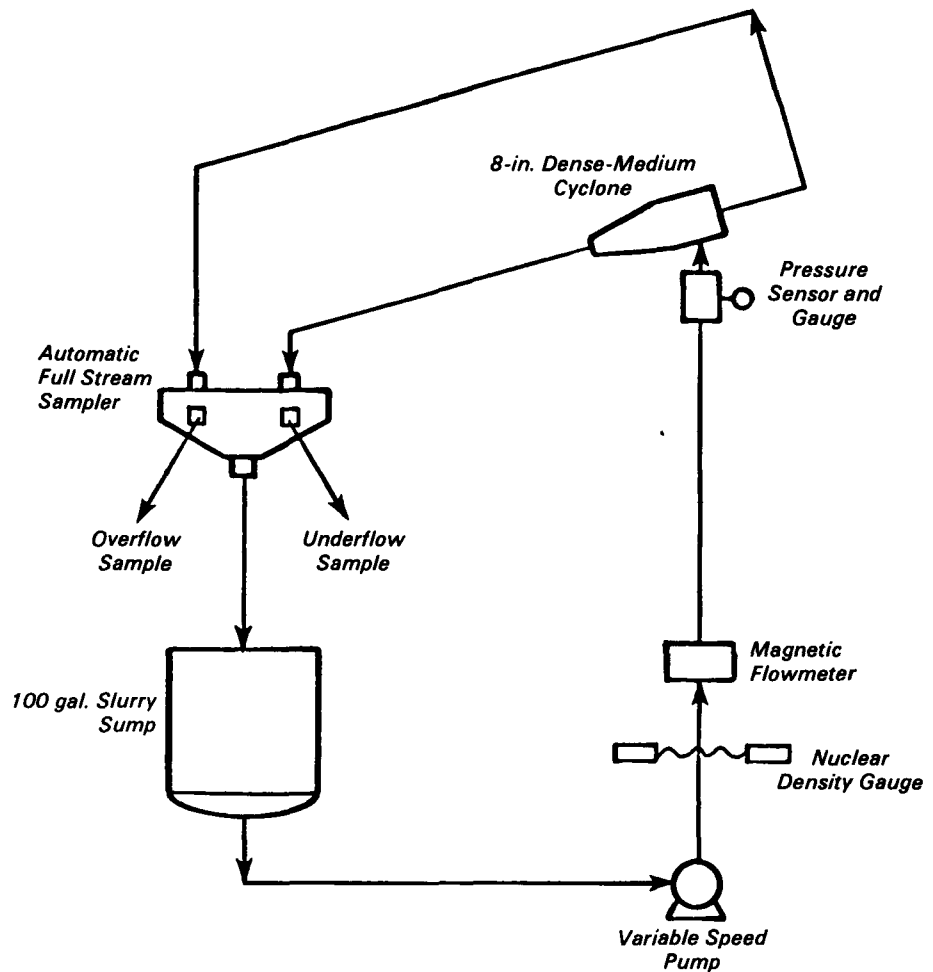 8-in. Dense-Medium
Cyclone
Pressure
Sensor and
Gauge
Automatic
Full Stream
Sampler
Overflow
Sample
Underflow
Sample
100 gal. Slurry
Sump
Magnetic
Flowmeter
Nuclear
Density Gauge
Variable Speed
Pump